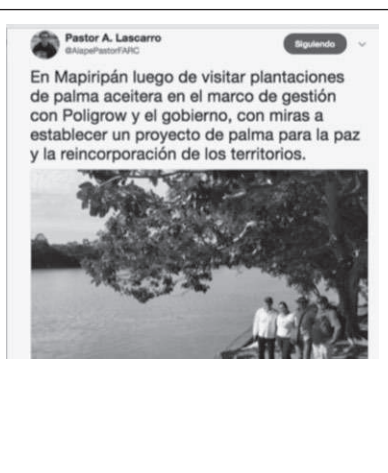 Pastor A. Lascarro
@AlapePastorFARC
Siguiendo
En Mapiripán luego de visitar plantaciones
de palma aceitera en el marco de gestión
con Poligrow y el gobierno, con miras a
establecer un proyecto de palma para la paz
y la reincorporación de los territorios.